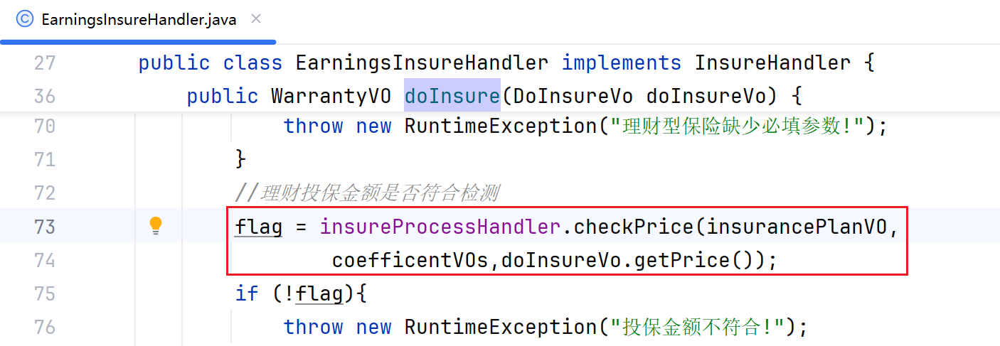 EarningsInsureHandler.java
27 public class EarningsInsureHandler implements InsureHandler {
36 public WarrantyVO doInsure(DoInsureVo doInsureVo) {
70 throw new RuntimeException("理财型保险缺少必填参数!");
71 }
72 //理财投保金额是否符合检测
73 flag = insureProcessHandler.checkPrice(insurancePlanVO,
74 coefficentVOs,doInsureVo.getPrice());
75 if (!flag){
76 throw new RuntimeException("投保金额不符合!");